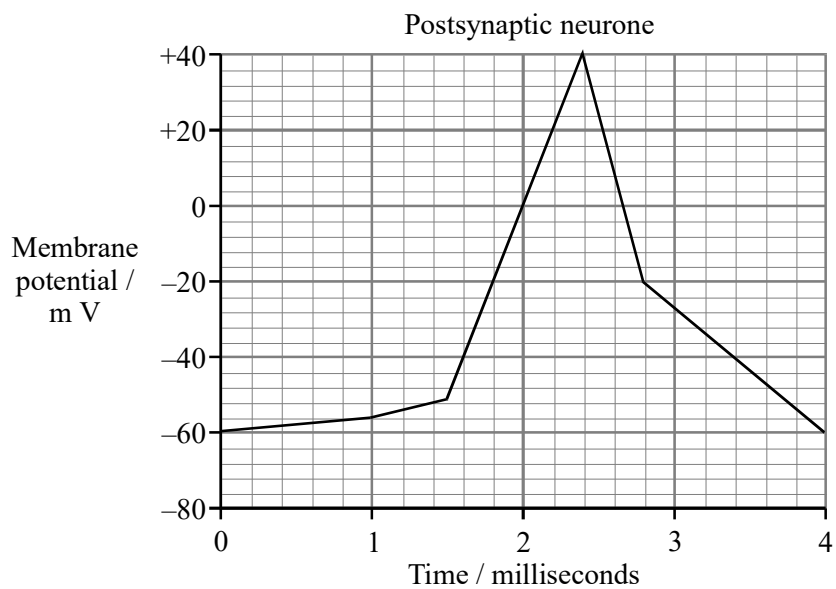 Postsynaptic neurone
+40
+20
0
–20
–40
–60
–80
Membrane
potential /
m V
0 1 2 3 4
Time / milliseconds